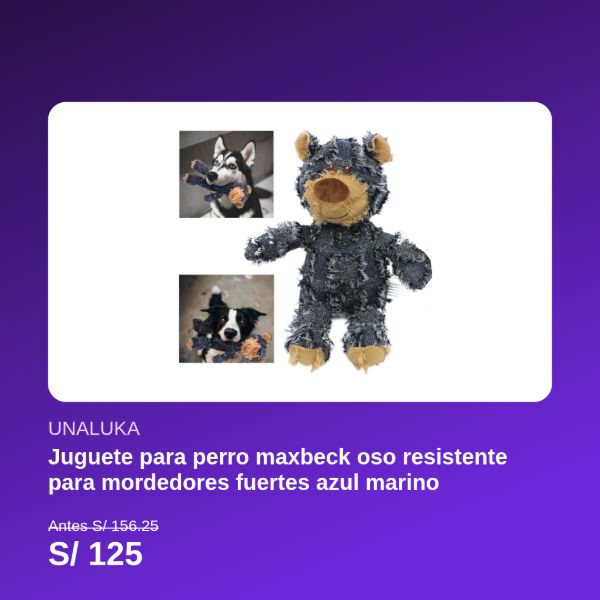 UNALUKA
Juguete para perro maxbeck oso resistente
para mordedores fuertes azul marino
Antes S/ 156.25
S/ 125